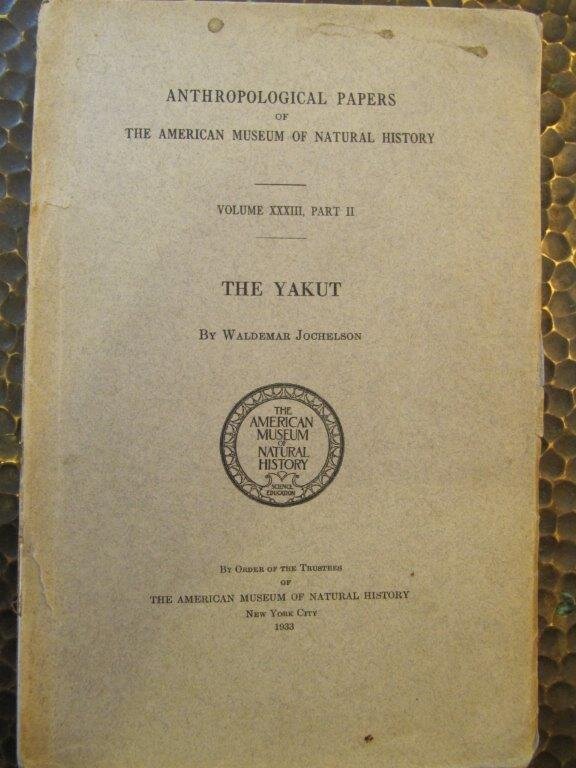 ANTHROPOLOGICAL PAPERS
OF
THE AMERICAN MUSEUM OF NATURAL HISTORY
VOLUME XXXIII, PART II
THE YAKUT
BY WALDEMAR JOCHELSON
THE
AMERICAN
MUSEUM
OF
NATURAL
HISTORY
SCIENCE
EDUCATION
BY ORDER OF THE TRUSTEES
OF
THE AMERICAN MUSEUM OF NATURAL HISTORY
NEW YORK CITY
1933